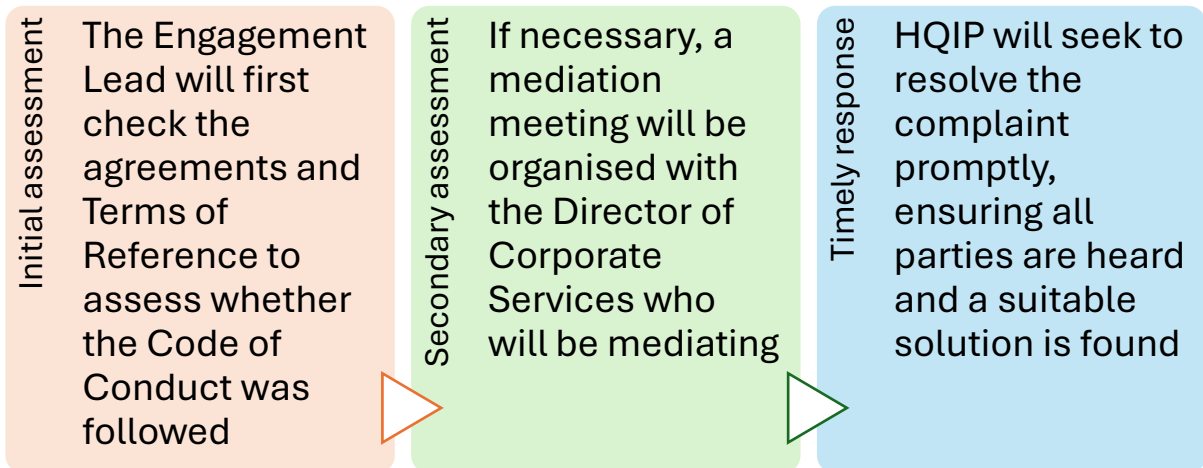 Initial assessment
The Engagement
Lead will first
check the
agreements and
Terms of
Reference to
assess whether
the Code of
Conduct was
followed
Secondary assessment
If necessary, a
mediation
meeting will be
organised with
the Director of
Corporate
Services who
will be mediating
Timely response
HQIP will seek to
resolve the
complaint
promptly,
ensuring all
parties are heard
and a suitable
solution is found